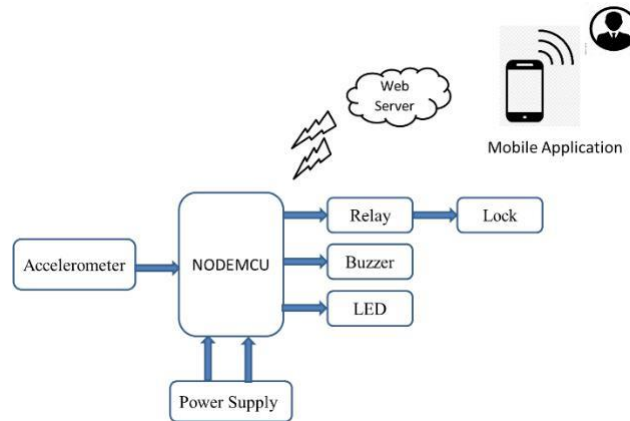 Web
Server
Mobile Application
Relay
Lock
Accelerometer
NODEMCU
Buzzer
LED
Power Supply